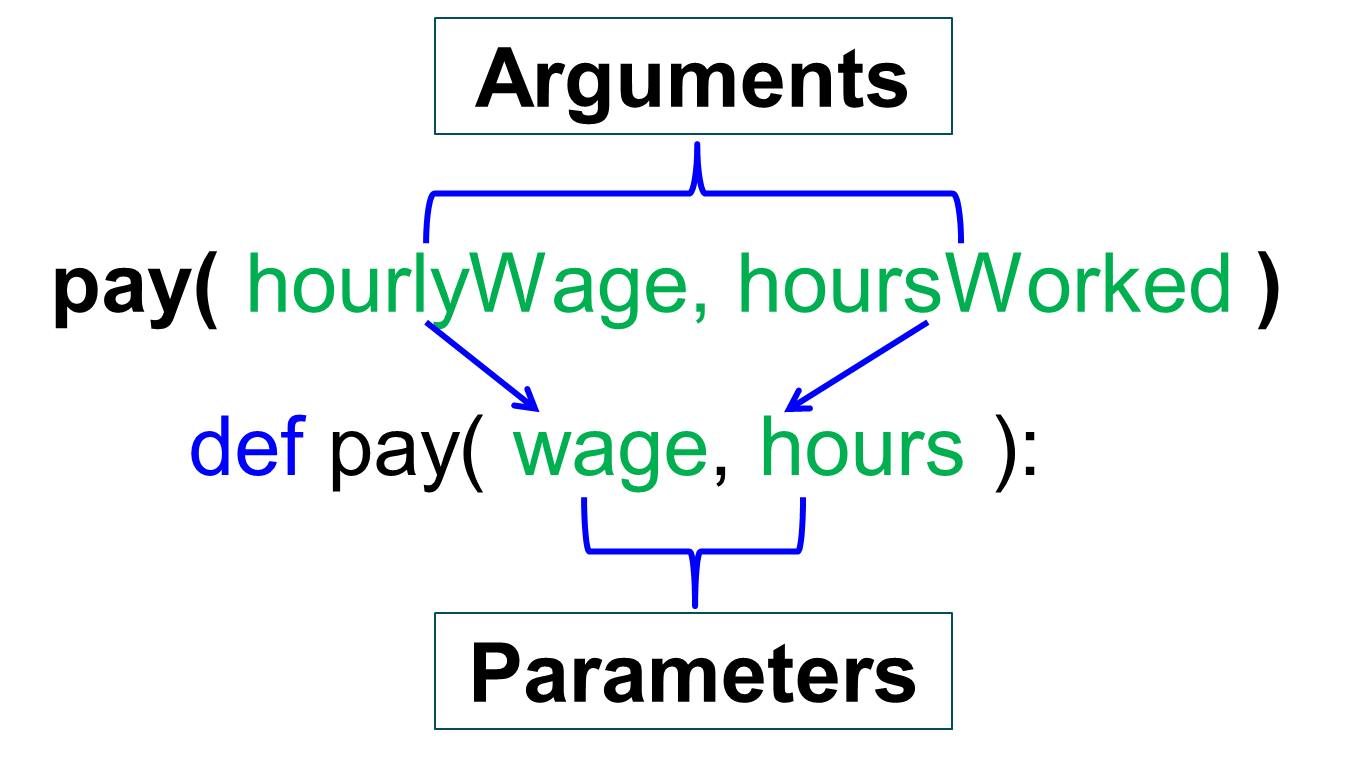 Arguments
pay( hourlyWage, hoursWorked )
def pay( wage, hours ):
Parameters